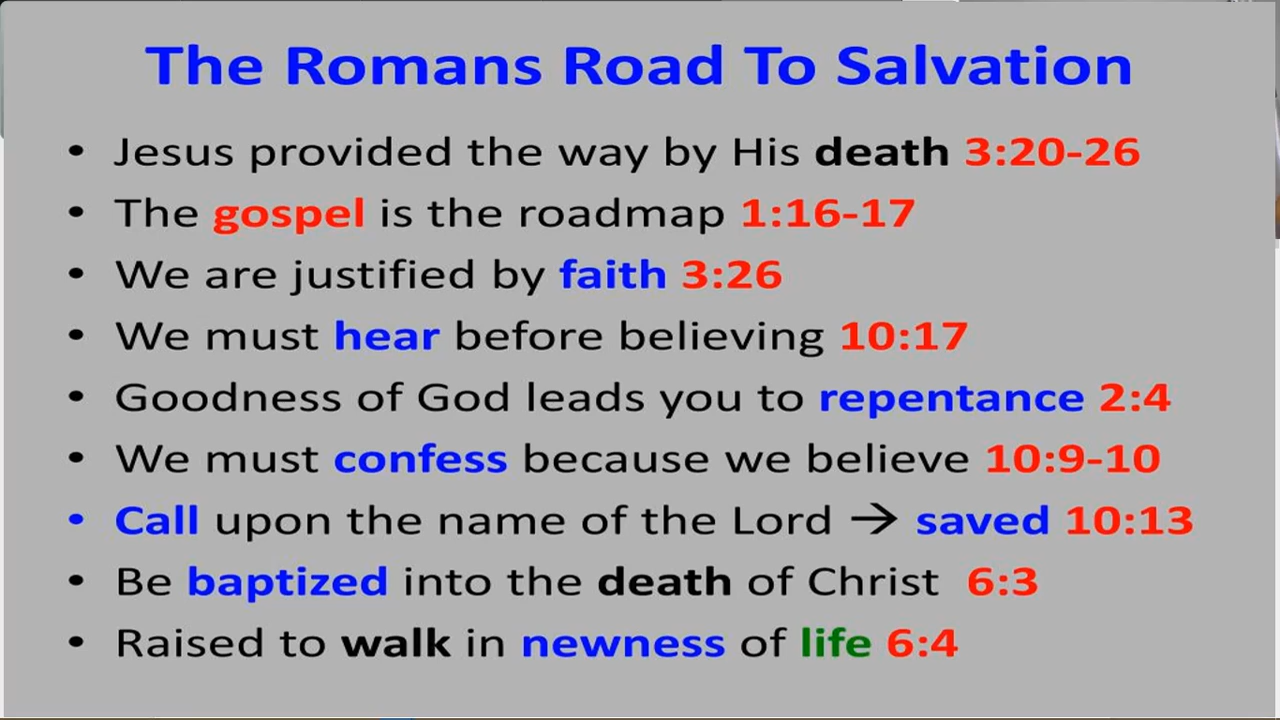 The Romans Road To Salvation
• Jesus provided the way by His death 3:20-26
• The gospel is the roadmap 1:16-17
• We are justified by faith 3:26
• We must hear before believing 10:17
• Goodness of God leads you to repentance 2:4
• We must confess because we believe 10:9-10
• Call upon the name of the Lord → saved 10:13
• Be baptized into the death of Christ 6:3
• Raised to walk in newness of life 6:4